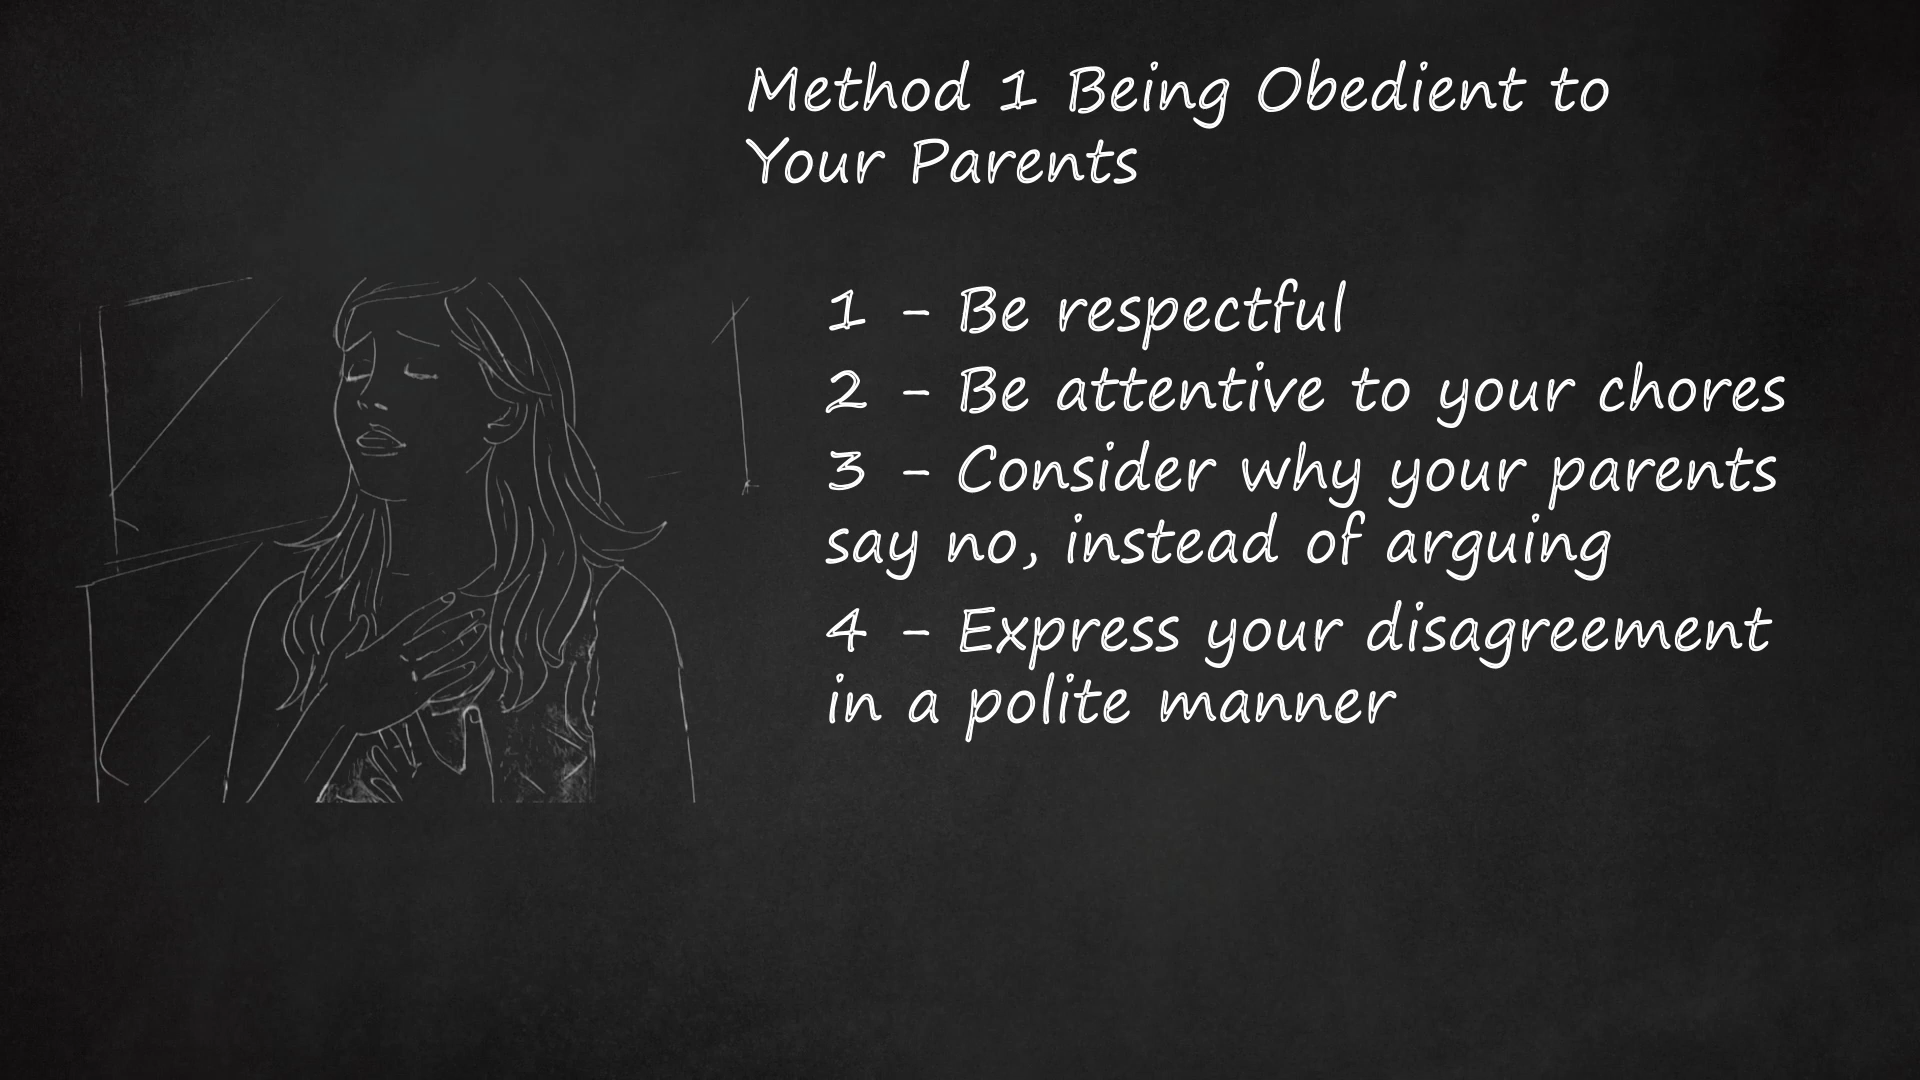 Method 1 Being Obedient to
Your Parents
1 - Be respectful
2 - Be attentive to your chores
3 - Consider why your parents
say no, instead of arguing
4 - Express your disagreement
in a polite manner